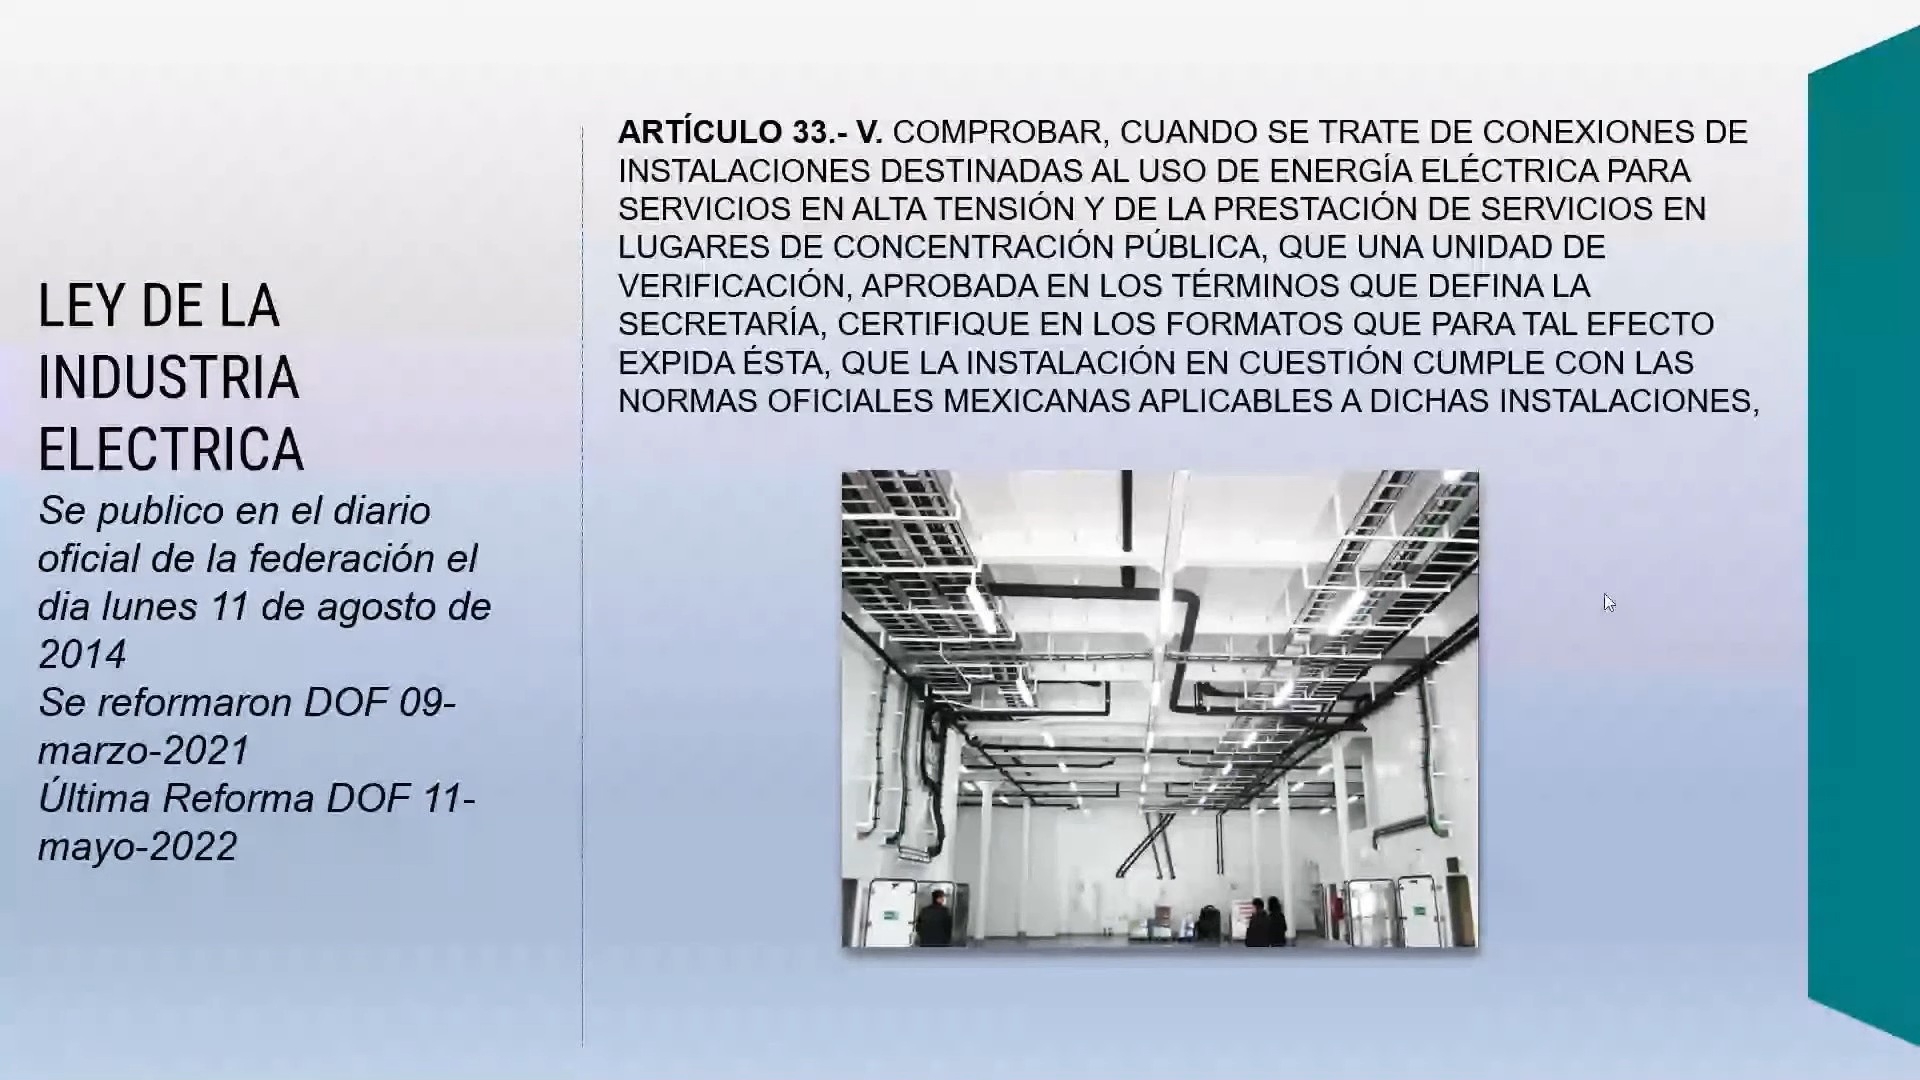 LEY DE LA
INDUSTRIA
ELECTRICA
Se publico en el diario
oficial de la federación el
dia lunes 11 de agosto de
2014
Se reformaron DOF 09-
marzo-2021
Última Reforma DOF 11-
mayo-2022
ARTÍCULO 33.- V. COMPROBAR, CUANDO SE TRATE DE CONEXIONES DE
INSTALACIONES DESTINADAS AL USO DE ENERGÍA ELÉCTRICA PARA
SERVICIOS EN ALTA TENSIÓN Y DE LA PRESTACIÓN DE SERVICIOS EN
LUGARES DE CONCENTRACIÓN PÚBLICA, QUE UNA UNIDAD DE
VERIFICACIÓN, APROBADA EN LOS TÉRMINOS QUE DEFINA LA
SECRETARÍA, CERTIFIQUE EN LOS FORMATOS QUE PARA TAL EFECTO
EXPIDA ÉSTA, QUE LA INSTALACIÓN EN CUESTIÓN CUMPLE CON LAS
NORMAS OFICIALES MEXICANAS APLICABLES A DICHAS INSTALACIONES,